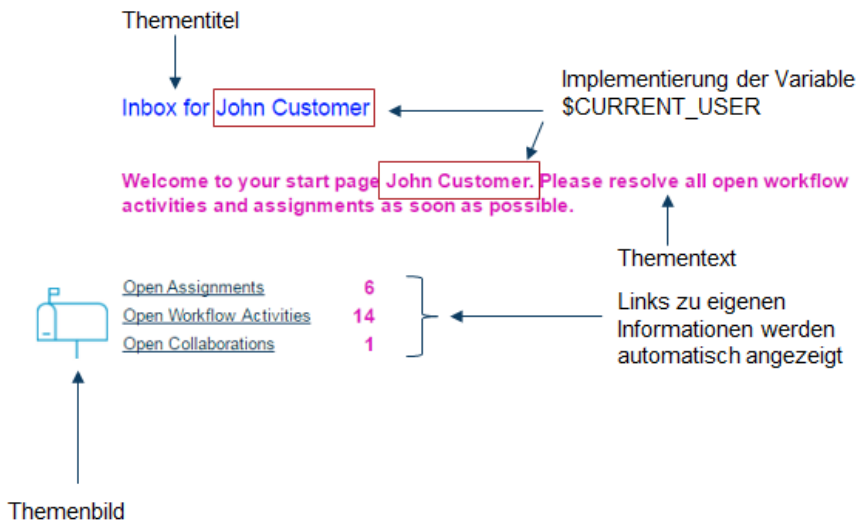 Thementitel
Implementierung der Variable
$CURRENT_USER
Inbox for John Customer
Welcome to your start page John Customer. Please resolve all open workflow
activities and assignments as soon as possible.
Thementext
Open Assignments 6
Open Workflow Activities 14
Open Collaborations 1
Links zu eigenen
Informationen werden
automatisch angezeigt
Themenbild